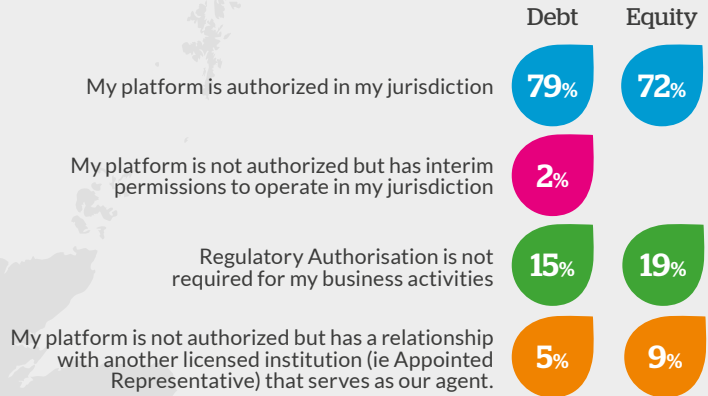 Debt Equity
My platform is authorized in my jurisdiction 79% 72%
My platform is not authorized but has interim
permissions to operate in my jurisdiction 2%
Regulatory Authorisation is not
required for my business activities 15% 19%
My platform is not authorized but has a relationship
with another licensed institution (ie Appointed 5% 9%
Representative) that serves as our agent.